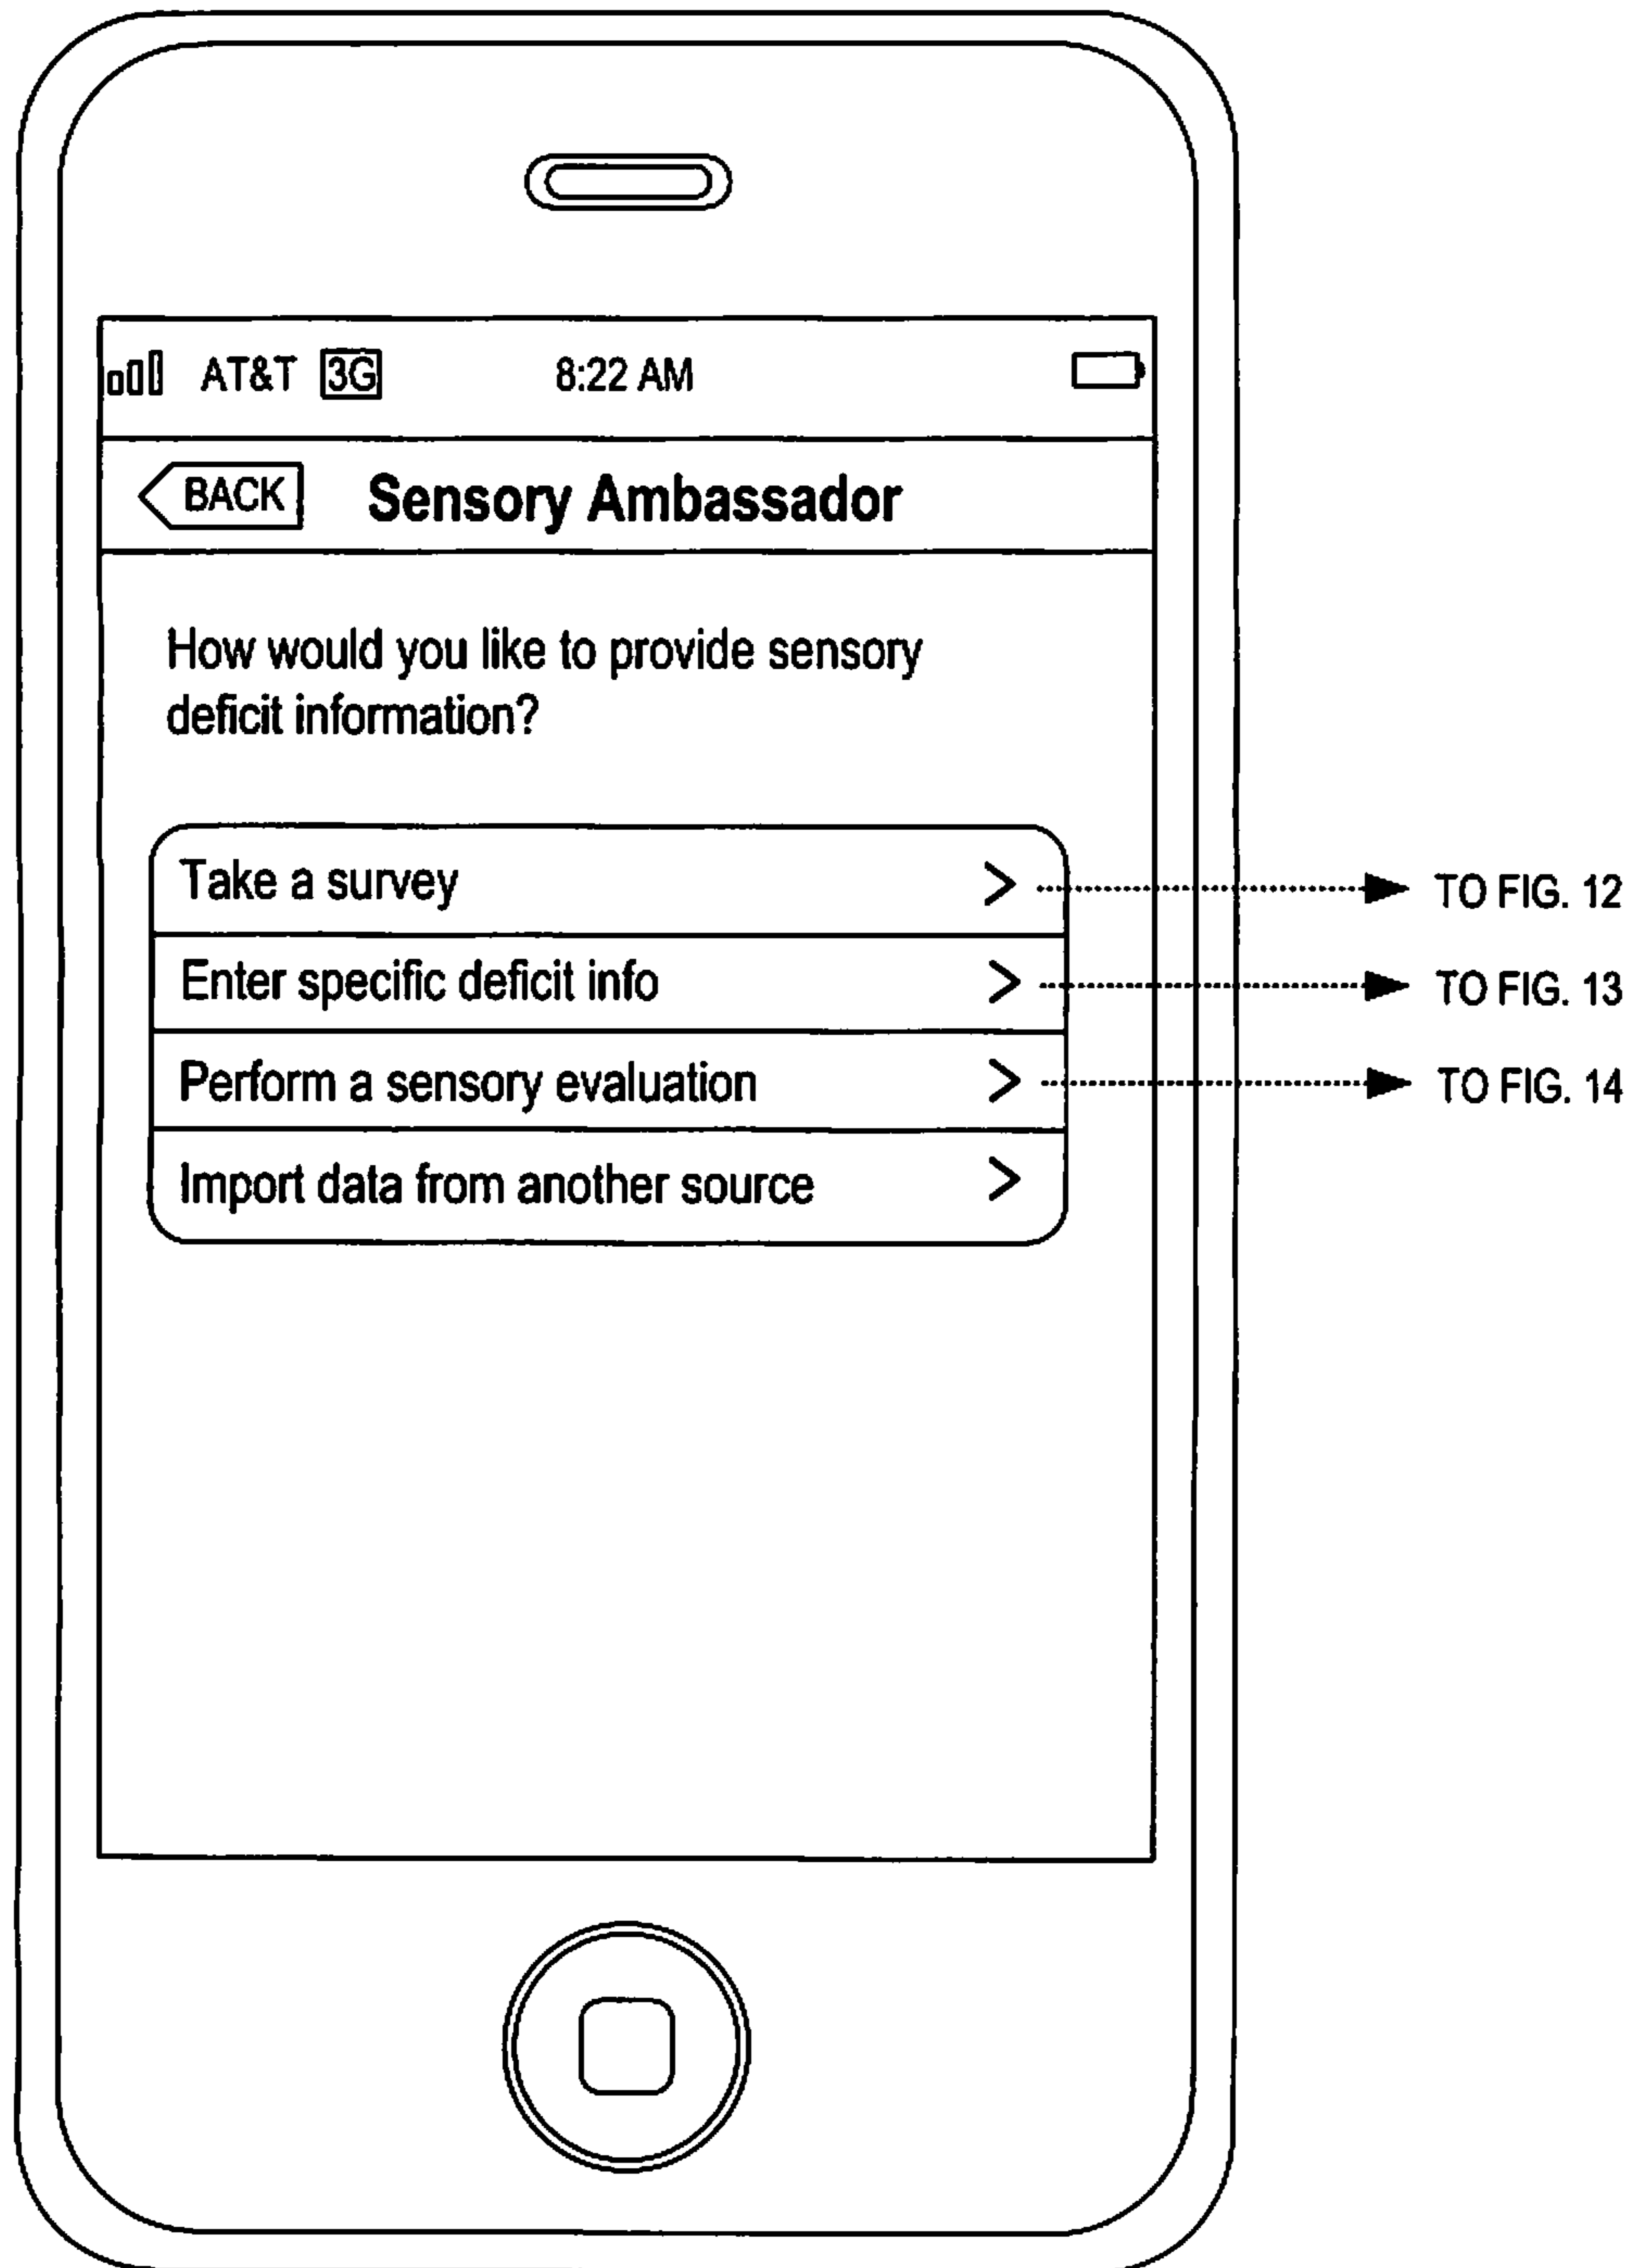 AT&T 3G 8:22 AM
BACK Sensory Ambassador
How would you like to provide sensory
deficit information?
Take a survey > TO FIG. 12
Enter specific deficit info > TO FIG. 13
Perform a sensory evaluation > TO FIG. 14
Import data from another source >